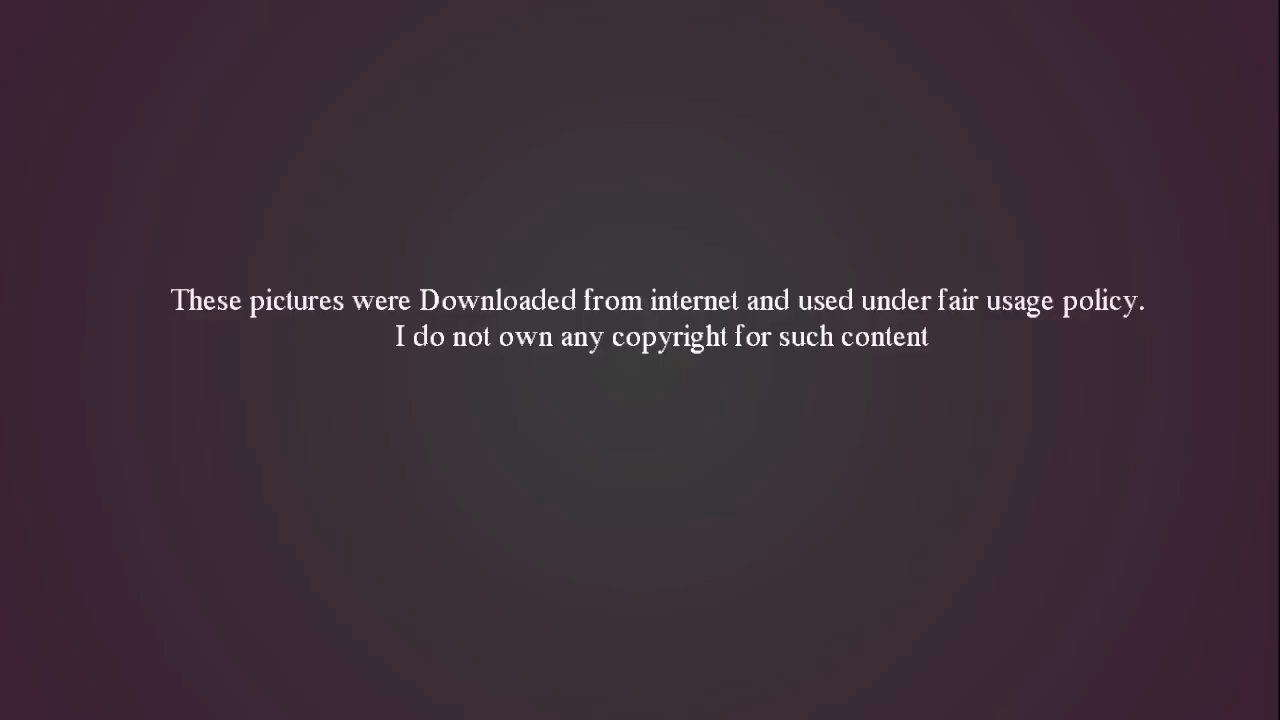 These pictures were Downloaded from internet and used under fair usage policy.
I do not own any copyright for such content